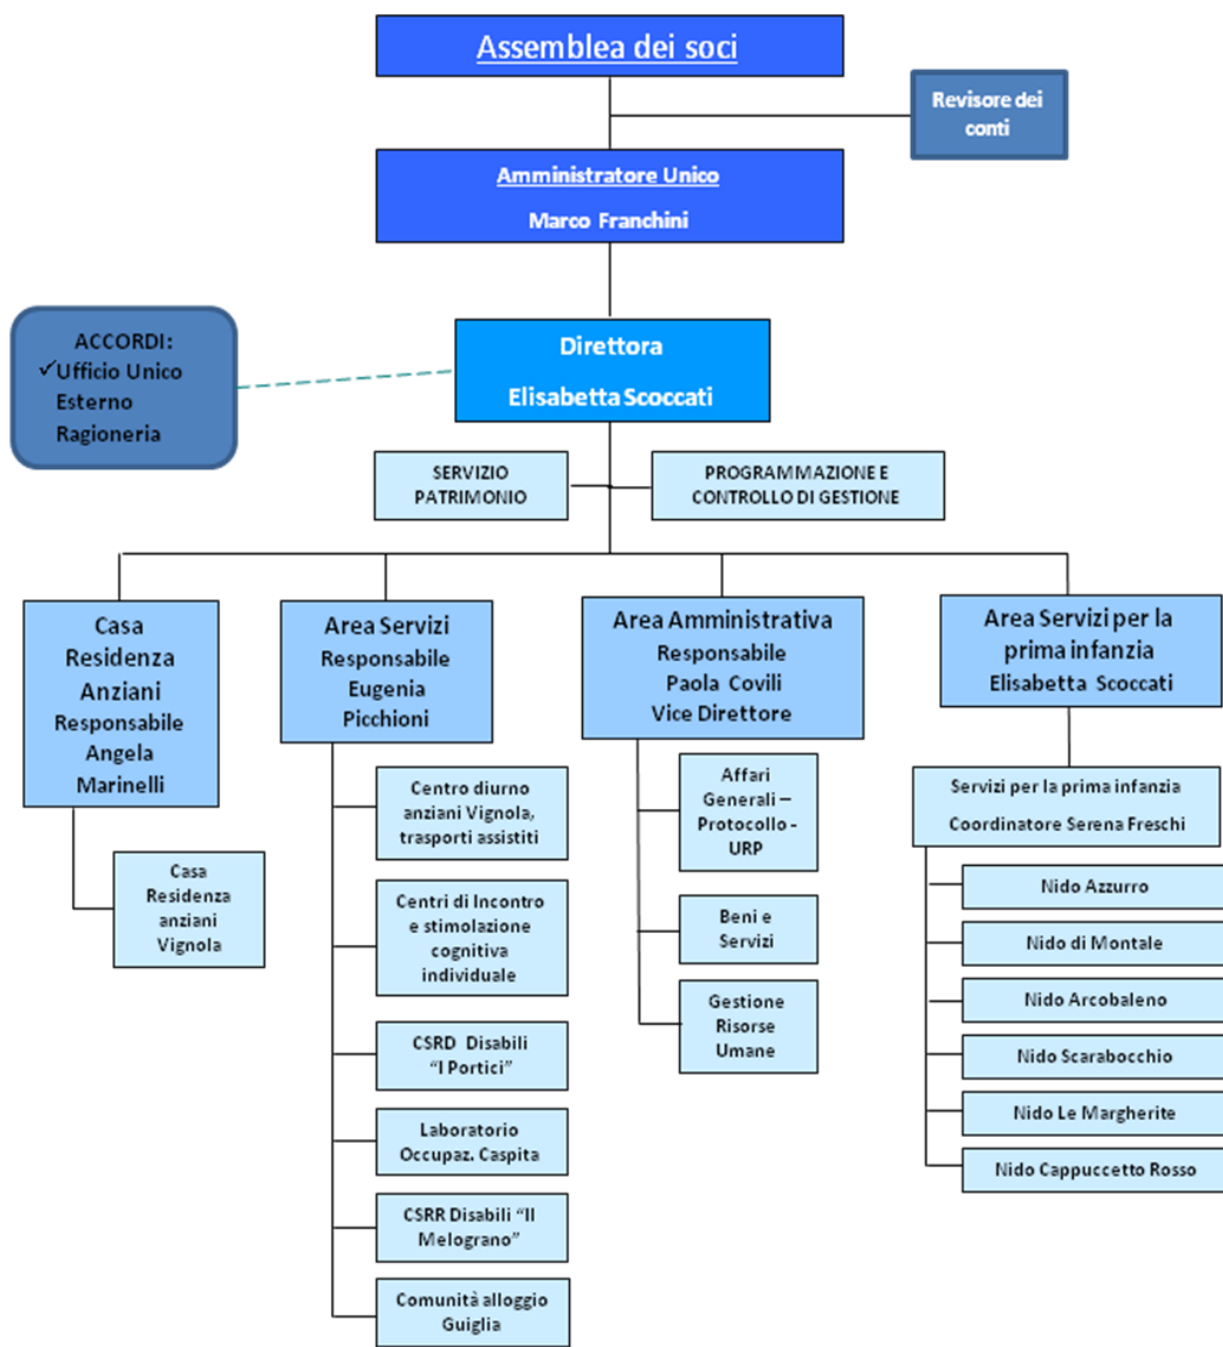 Assemblea dei soci
Revisore dei
conti
Amministratore Unico
Marco Franchini
ACCORDI:
✓Ufficio Unico
Esterno
Ragioneria
Direttora
Elisabetta Scoccati
SERVIZIO
PATRIMONIO
PROGRAMMAZIONE E
CONTROLLO DI GESTIONE
Casa
Residenza
Anziani
Responsabile
Angela
Marinelli
Casa
Residenza
anziani
Vignola
Area Servizi
Responsabile
Eugenia
Picchioni
Centro diurno
anziani Vignola,
trasporti assistiti
Centri di Incontro
e stimolazione
cognitiva
individuale
CSRD Disabili
“I Portici”
Laboratorio
Occupaz. Caspita
CSRR Disabili “Il
Melograno”
Comunità alloggio
Guiglia
Area Amministrativa
Responsabile
Paola Covili
Vice Direttore
Affari
Generali –
Protocollo -
URP
Beni e
Servizi
Gestione
Risorse
Umane
Area Servizi per la
prima infanzia
Elisabetta Scoccati
Servizi per la prima infanzia
Coordinatore Serena Freschi
Nido Azzurro
Nido di Montale
Nido Arcobaleno
Nido Scarabocchio
Nido Le Margherite
Nido Cappuccetto Rosso